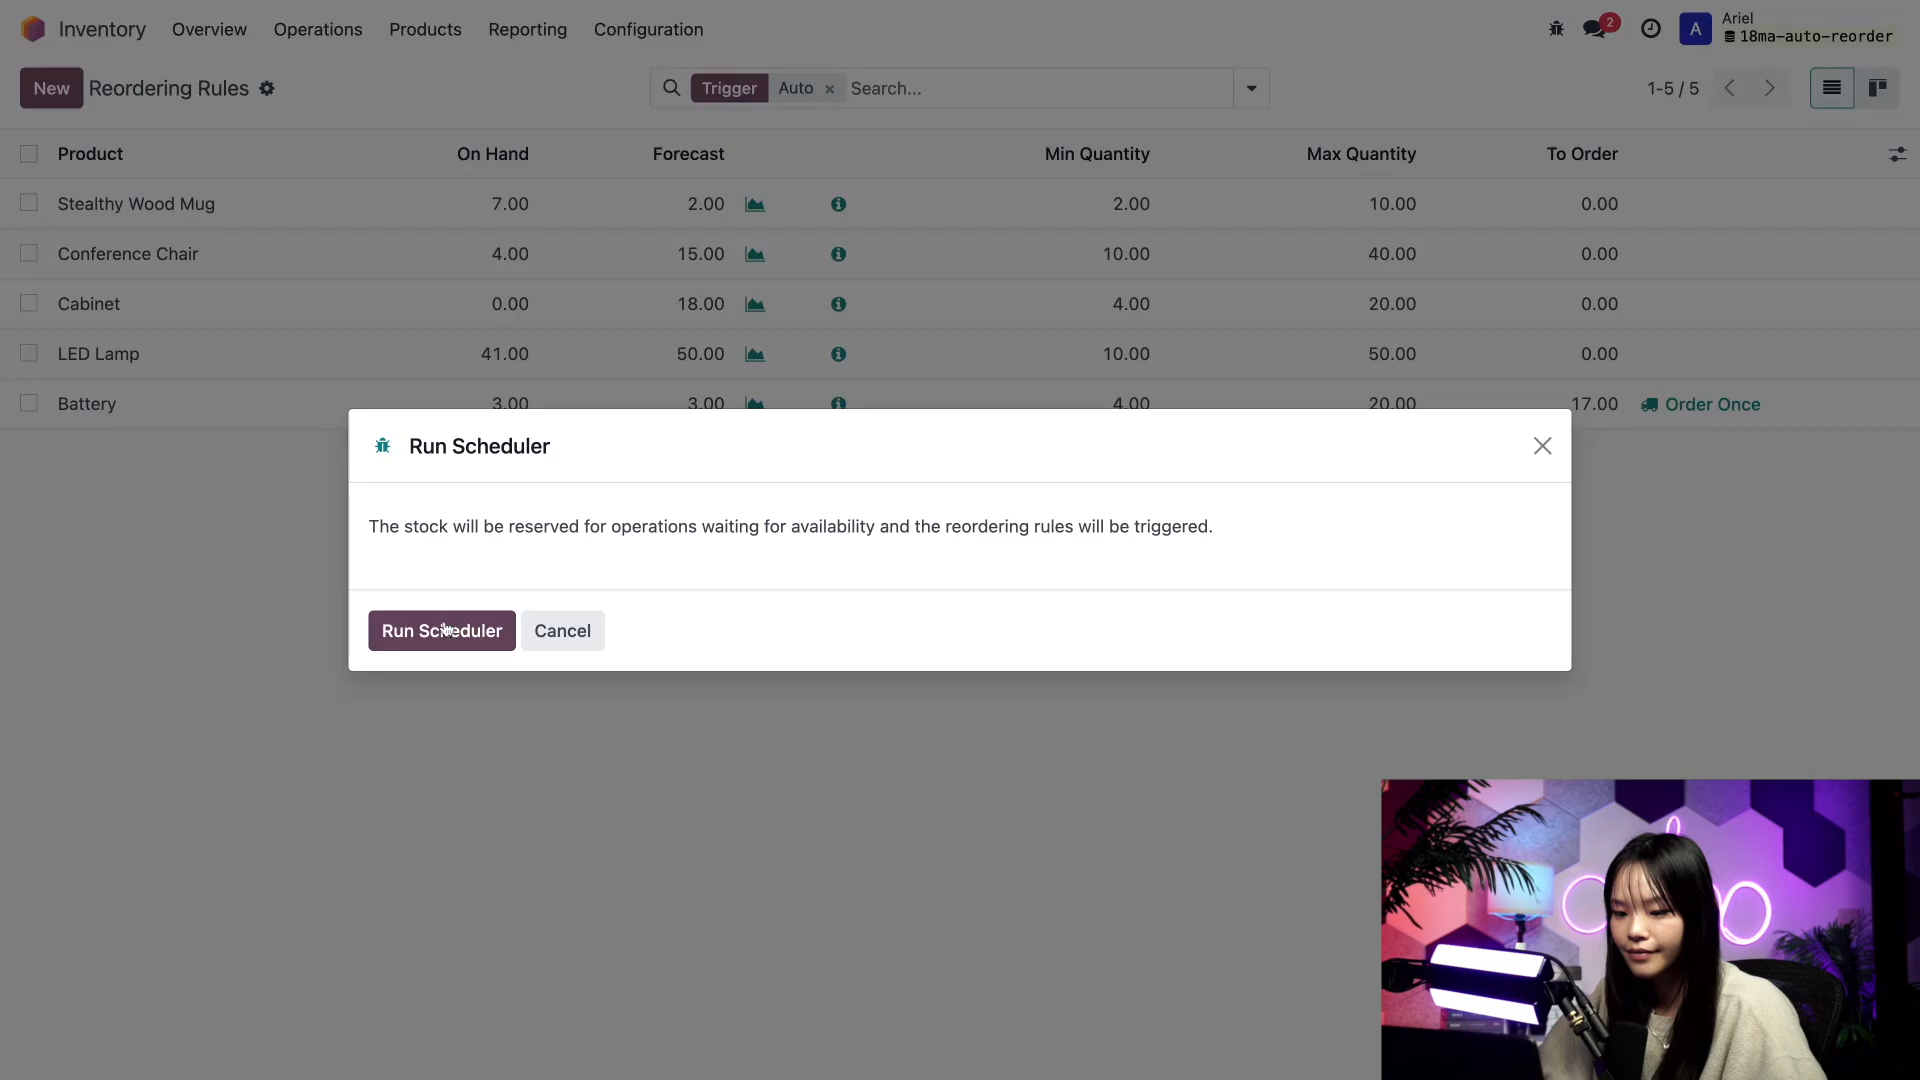 Inventory Overview Operations Products Reporting Configuration 2 A Ariel
18ma-auto-reorder
New Reordering Rules Trigger Auto × Search... 1-5 / 5
Product On Hand Forecast Min Quantity Max Quantity To Order
Stealthy Wood Mug 7.00 2.00 2.00 10.00 0.00
Conference Chair 4.00 15.00 10.00 40.00 0.00
Cabinet 0.00 18.00 4.00 20.00 0.00
LED Lamp 41.00 50.00 10.00 50.00 0.00
Battery 3.00 3.00 4.00 20.00 17.00 Order Once
Run Scheduler
The stock will be reserved for operations waiting for availability and the reordering rules will be triggered.
Run Scheduler Cancel